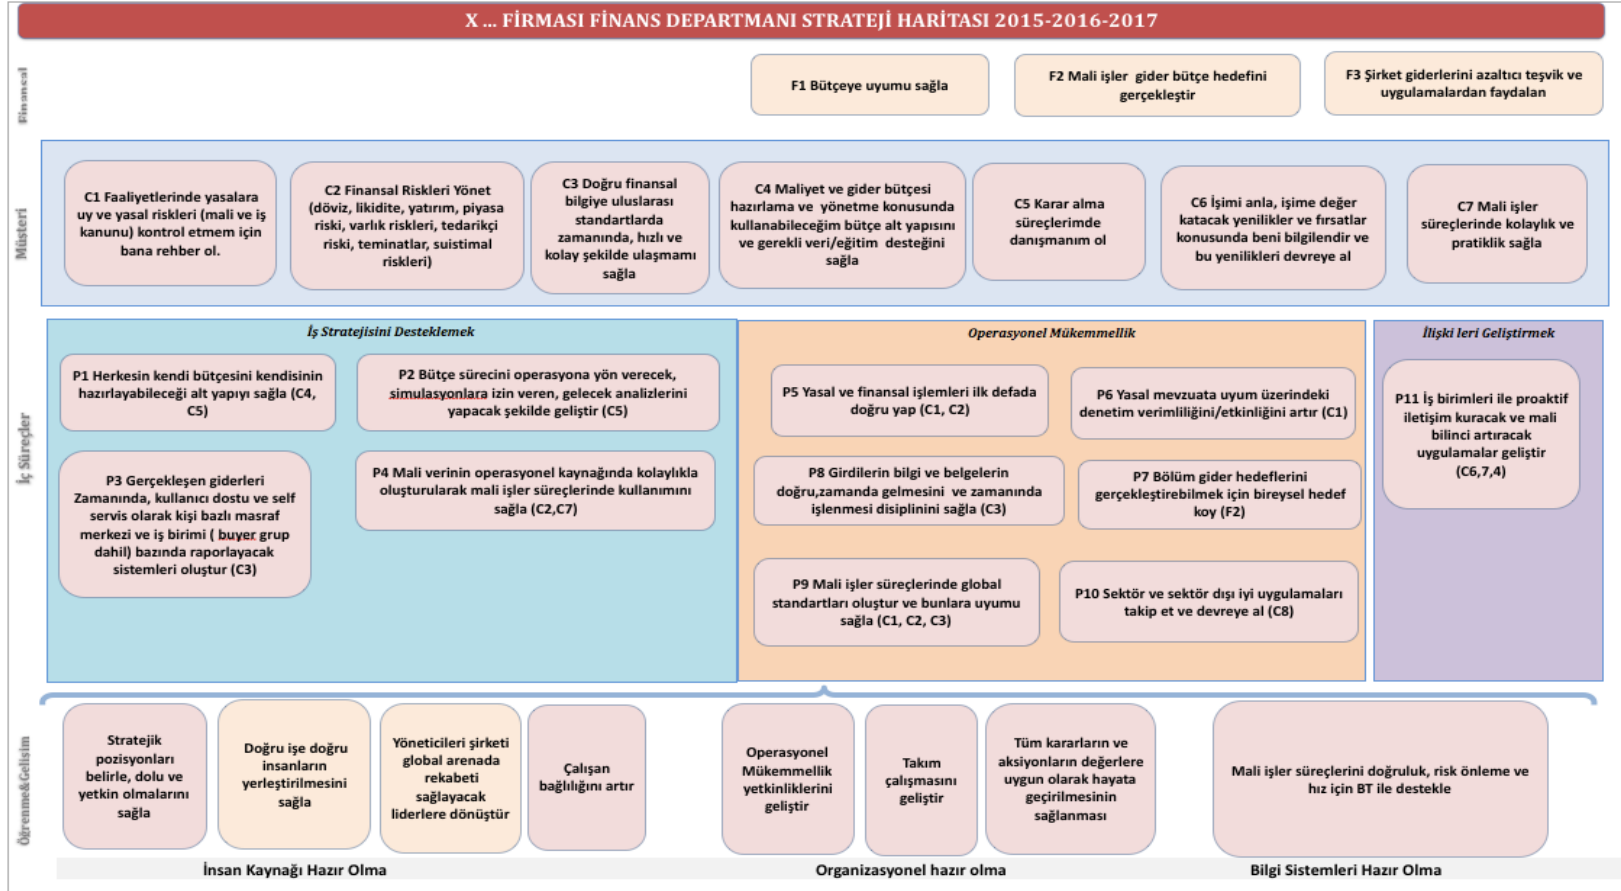 X ... FİRMASI FİNANS DEPARTMANI STRATEJİ HARİTASI 2015-2016-2017
Finansal
F1 Bütçeye uyumu sağla
F2 Mali işler gider bütçe hedefini
gerçekleştir
F3 Şirket giderlerini azaltıcı teşvik ve
uygulamalardan faydalan
Müşteri
C1 Faaliyetlerinde yasalara
uy ve yasal riskleri (mali ve iş
kanunu) kontrol etmem için
bana rehber ol.
C2 Finansal Riskleri Yönet
(döviz, likidite, yatırım, piyasa
riski, varlık riskleri, tedarikçi
riski, teminatlar, suistimal
riskleri)
C3 Doğru finansal
bilgiye uluslarası
standartlarda
zamanında, hızlı ve
kolay şekilde ulaşmamı
sağla
C4 Maliyet ve gider bütçesi
hazırlama ve yönetme konusunda
kullanabileceğim bütçe alt yapısını
ve gerekli veri/eğitim desteğini
sağla
C5 Karar alma
süreçlerimde
danışmanım ol
C6 İşimi anla, işime değer
katacak yenilikler ve fırsatlar
konusunda beni bilgilendir ve
bu yenilikleri devreye al
C7 Mali işler
süreçlerinde kolaylık ve
pratiklik sağla
İç Süreçler
İş Stratejisini Desteklemek
P1 Herkesin kendi bütçesini kendisinin
hazırlayabileceği alt yapıyı sağla (C4,
C5)
P2 Bütçe sürecini operasyona yön verecek,
simulasyonlara izin veren, gelecek analizlerini
yapacak şekilde geliştir (C5)
P3 Gerçekleşen giderleri
Zamanında, kullanıcı dostu ve self
servis olarak kişi bazlı masraf
merkezi ve iş birimi ( buyer grup
dahil) bazında raporlayacak
sistemleri oluştur (C3)
P4 Mali verinin operasyonel kaynağında kolaylıkla
oluşturularak mali işler süreçlerinde kullanımını
sağla (C2,C7)
Operasyonel Mükemmellik
P5 Yasal ve finansal işlemleri ilk defada
doğru yap (C1, C2)
P6 Yasal mevzuata uyum üzerindeki
denetim verimliliğini/etkinliğini artır (C1)
P8 Girdilerin bilgi ve belgelerin
doğru,zamanda gelmesini ve zamanında
işlenmesi disiplinini sağla (C3)
P7 Bölüm gider hedeflerini
gerçekleştirebilmek için bireysel hedef
koy (F2)
P9 Mali işler süreçlerinde global
standartları oluştur ve bunlara uyumu
sağla (C1, C2, C3)
P10 Sektör ve sektör dışı iyi uygulamaları
takip et ve devreye al (C8)
İlişki leri Geliştirmek
P11 İş birimleri ile proaktif
iletişim kuracak ve mali
bilinci artıracak
uygulamalar geliştir
(C6,7,4)
Öğrenme&Gelişim
Stratejik
pozisyonları
belirle, dolu ve
yetkin olmalarını
sağla
Doğru işe doğru
insanların
yerleştirilmesini
sağla
Yöneticileri şirketi
global arenada
rekabeti
sağlayacak
liderlere dönüştür
Çalışan
bağlılığını artır
Operasyonel
Mükemmellik
yetkinliklerini
geliştir
Takım
çalışmasını
geliştir
Tüm kararların ve
aksiyonların değerlere
uygun olarak hayata
geçirilmesinin
sağlanması
Mali işler süreçlerini doğruluk, risk önleme ve
hız için BT ile destekle
İnsan Kaynağı Hazır Olma
Organizasyonel hazır olma
Bilgi Sistemleri Hazır Olma